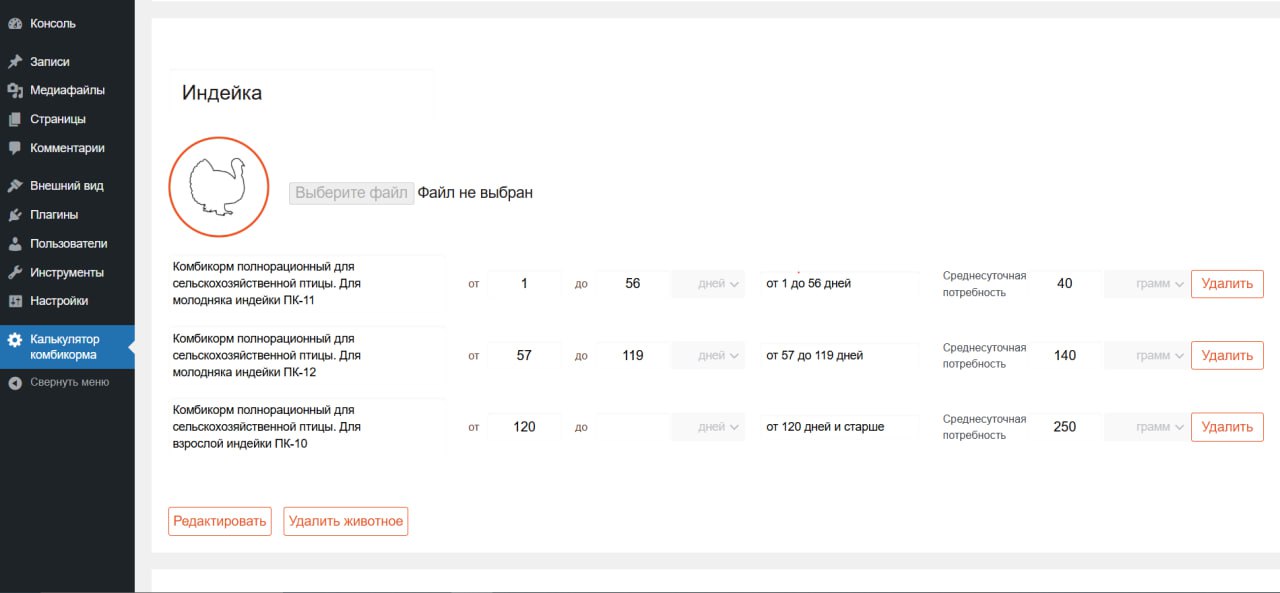 Консоль
Записи
Медиафайлы
Страницы
Комментарии
Внешний вид
Плагины
Пользователи
Инструменты
Настройки
Калькулятор
комбикорма
Свернуть меню
Индейка
Выберите файл Файл не выбран
Комбикорм полнорационный для
сельскохозяйственной птицы. Для
молодняка индейки ПК-11
от 1 до 56 дней от 1 до 56 дней
Среднесуточная
потребность
40 грамм Удалить
Комбикорм полнорационный для
сельскохозяйственной птицы. Для
молодняка индейки ПК-12
от 57 до 119 дней от 57 до 119 дней
Среднесуточная
потребность
140 грамм Удалить
Комбикорм полнорационный для
сельскохозяйственной птицы. Для
взрослой индейки ПК-10
от 120 до дней от 120 дней и старше
Среднесуточная
потребность
250 грамм Удалить
Редактировать Удалить животное